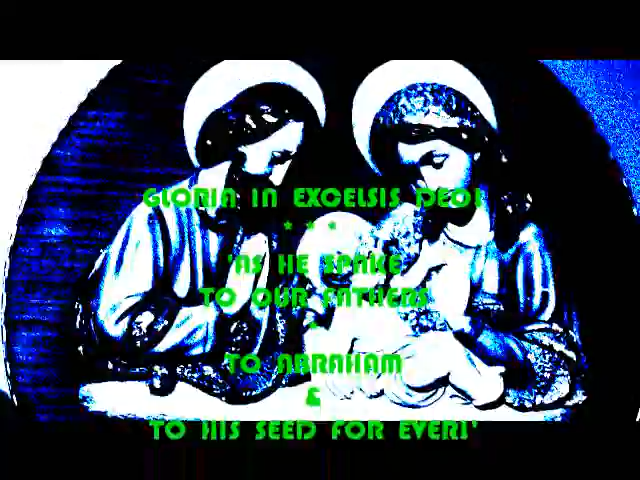 GLORIA IN EXCELSIS DEO!
* * *
'AS HE SPAKE
TO OUR FATHERS
*
TO ABRAHAM
&
TO HIS SEED FOR EVER!'